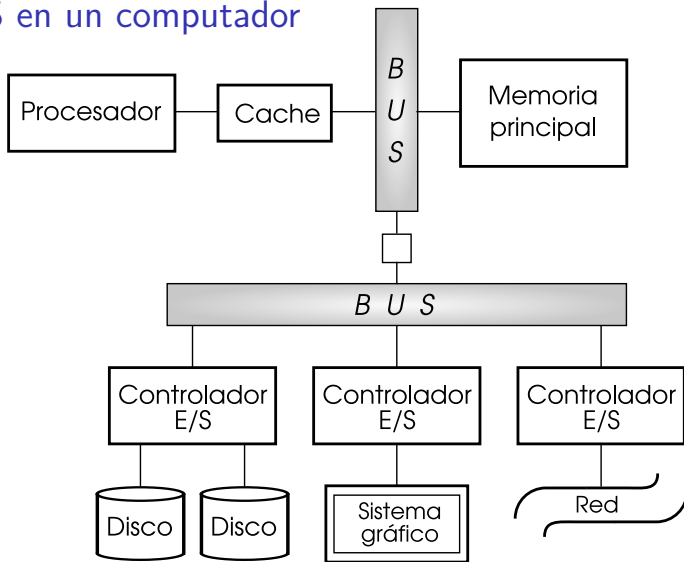 en un computador
Procesador
Cache
B
U
S
Memoria
principal
B U S
Controlador
E/S
Controlador
E/S
Controlador
E/S
Disco
Disco
Sistema
gráfico
Red